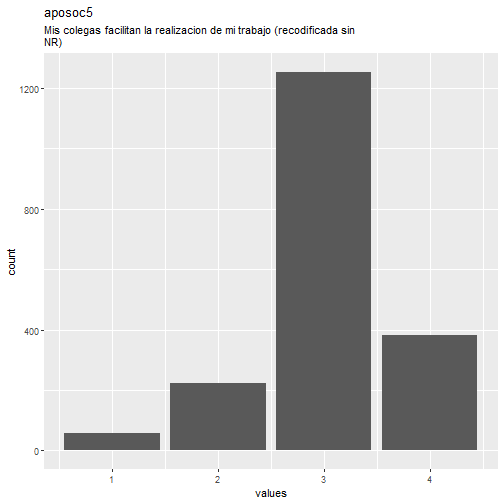 aposoc5
Mis colegas facilitan la realizacion de mi trabajo (recodificada sin
NR)
1200
800
400
0
count
1 2 3 4
values